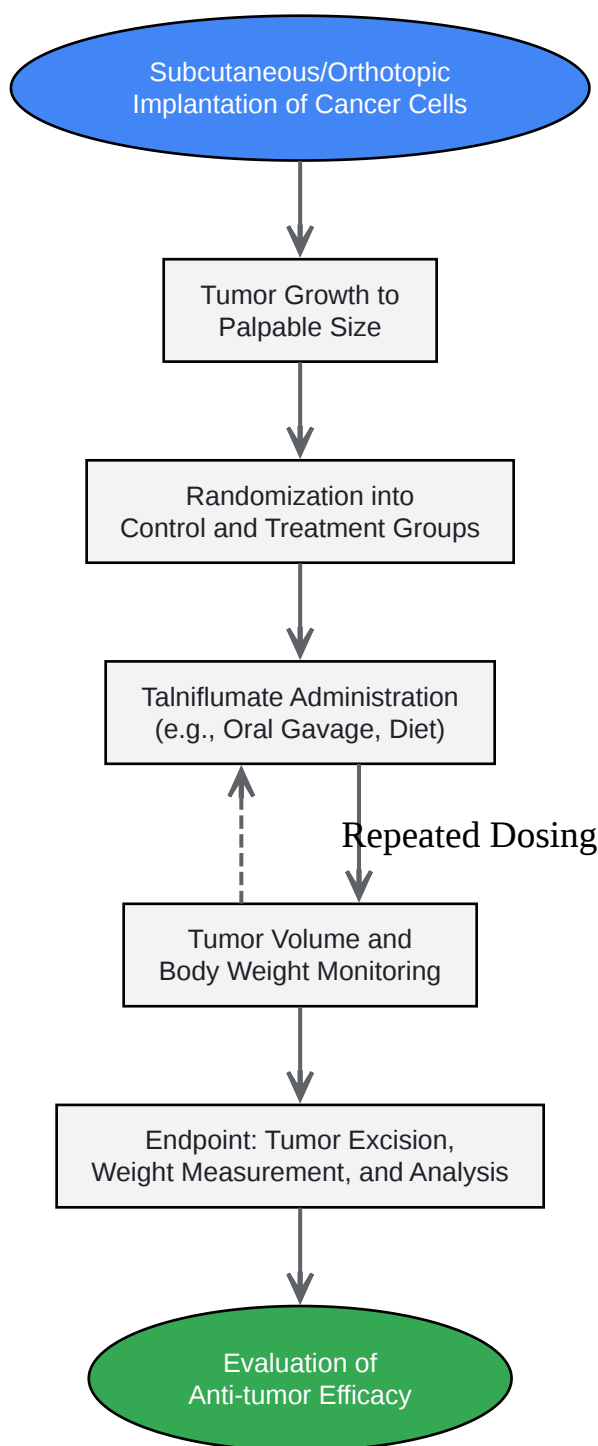 Subcutaneous/Orthotopic
Implantation of Cancer Cells
Tumor Growth to
Palpable Size
Randomization into
Control and Treatment Groups
Talniflumate Administration
(e.g., Oral Gavage, Diet)
Repeated Dosing
Tumor Volume and
Body Weight Monitoring
Endpoint: Tumor Excision,
Weight Measurement, and Analysis
Evaluation of
Anti-tumor Efficacy